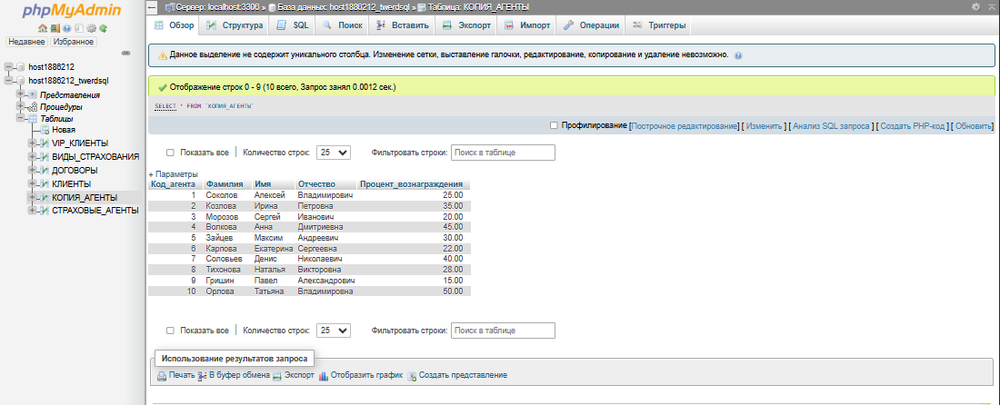 phpMyAdmin
Недавнее Избранное
host1886212
host1886212_twerdsql
Представления
Процедуры
Таблицы
Новая
VIP_КЛИЕНТЫ
ВИДЫ_СТРАХОВАНИЯ
ДОГОВОРЫ
КЛИЕНТЫ
КОПИЯ_АГЕНТЫ
СТРАХОВЫЕ_АГЕНТЫ
Сервер: localhost:3306 » База данных: host1886212_twerdsql » Таблица: КОПИЯ_АГЕНТЫ
Обзор Структура SQL Поиск Вставить Экспорт Импорт Операции Триггеры
Данное выделение не содержит уникального столбца. Изменение сетки, выставление галочки, редактирование, копирование и удаление невозможно.
Отображение строк 0 - 9 (10 всего, Запрос занял 0.0012 сек.)
SELECT * FROM `КОПИЯ_АГЕНТЫ`
Профилирование [Построчное редактирование] [ Изменить ] [ Анализ SQL запроса ] [ Создать PHP-код ] [ Обновить]
Показать все | Количество строк: 25 Фильтровать строки: Поиск в таблице
+ Параметры
Код_агента Фамилия Имя Отчество Процент_вознаграждения
1 Соколов Алексей Владимирович 25.00
2 Козлова Ирина Петровна 35.00
3 Морозов Сергей Иванович 20.00
4 Волкова Анна Дмитриевна 45.00
5 Зайцев Максим Андреевич 30.00
6 Карпова Екатерина Сергеевна 22.00
7 Соловьев Денис Николаевич 40.00
8 Тихонова Наталья Викторовна 28.00
9 Гришин Павел Александрович 15.00
10 Орлова Татьяна Владимировна 50.00
Показать все | Количество строк: 25 Фильтровать строки: Поиск в таблице
Использование результатов запроса
Печать В буфер обмена Экспорт Отобразить график Создать представление